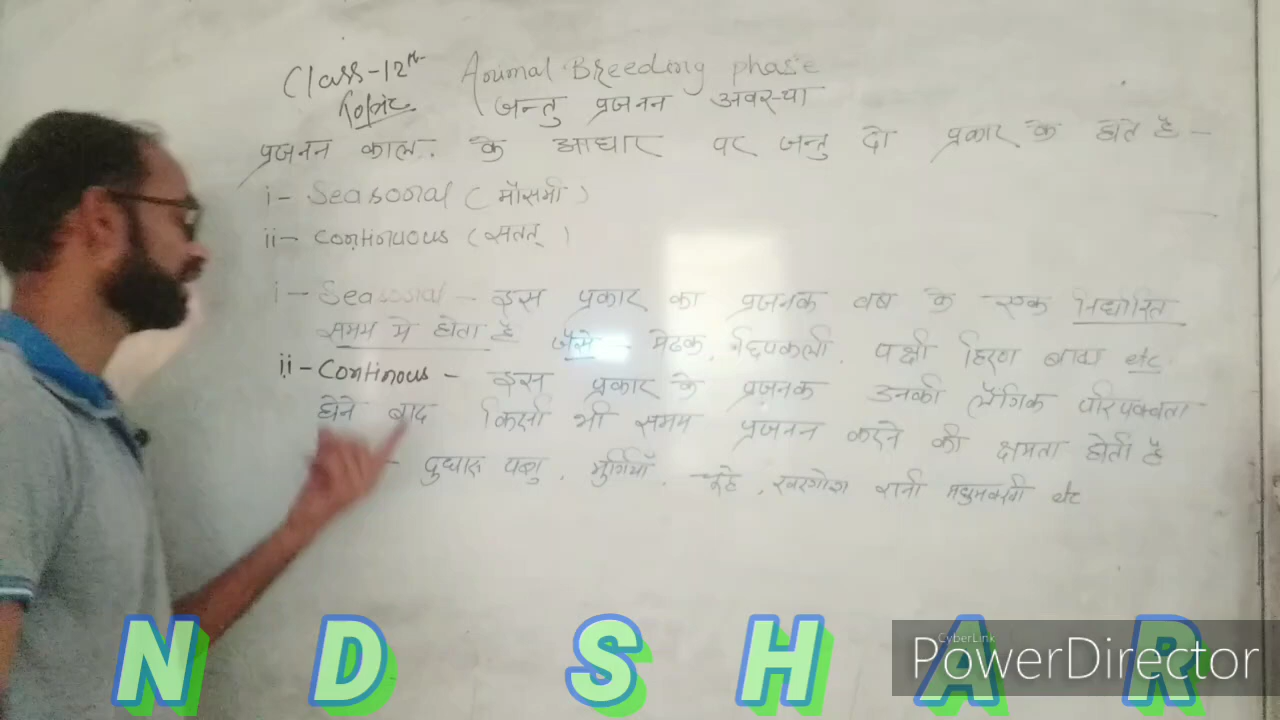 Class-12th Animal Breeding phase
Topic (जन्तु प्रजनन अवस्था
प्रजनन काल के आधार पर जन्तु दो प्रकार के होते है -
i- Seasonal (मौसमी)
ii- Continuous (सतत्)
i- Seasonal - इस प्रकार का प्रजनक वर्ष के एक निर्धारित
समय मे होता है जैसे - मेढक, छिपकली, पक्षी हिरण बाघ etc.
ii- Continous - इस प्रकार के प्रजनक उनकी लैंगिक परिपक्वता
होने बाद किसी भी समय प्रजनन करने की क्षमता होती है
- दुधारू पशु, मुर्गियाँ, चूहे, खरगोश रानी मधुमक्खी etc
N D S H A R
CyberLink
PowerDirector